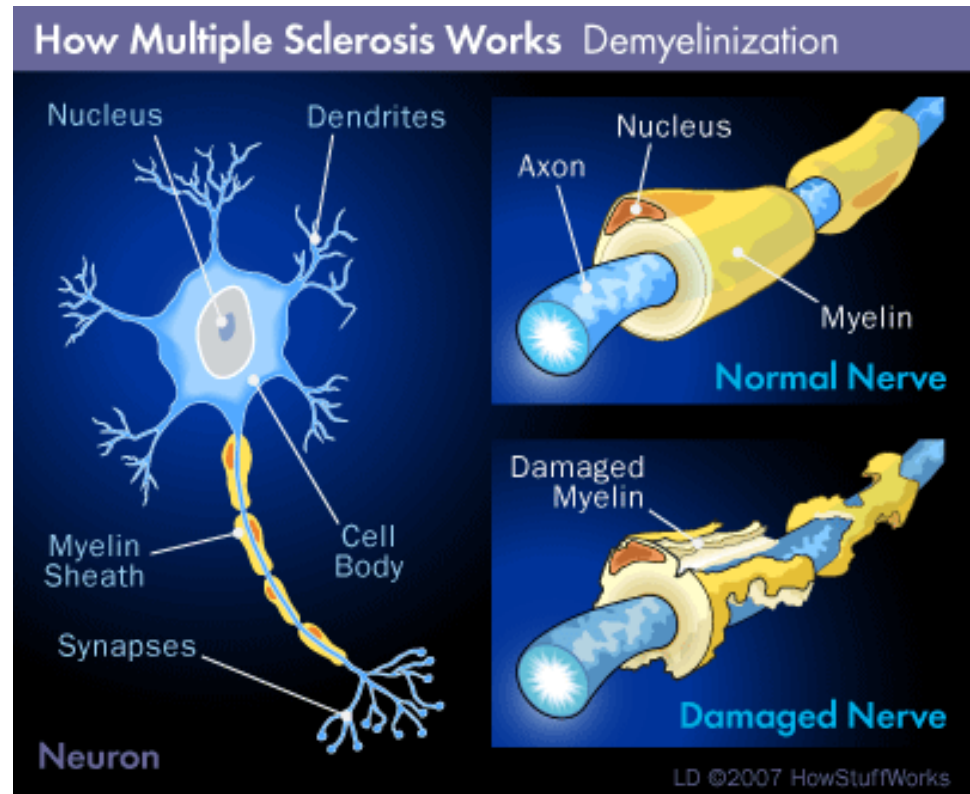 How Multiple Sclerosis Works Demyelinization
Nucleus
Dendrites
Myelin
Sheath
Cell
Body
Synapses
Neuron
Nucleus
Axon
Myelin
Normal Nerve
Damaged
Myelin
Damaged Nerve
LD ©2007 HowStuffWorks